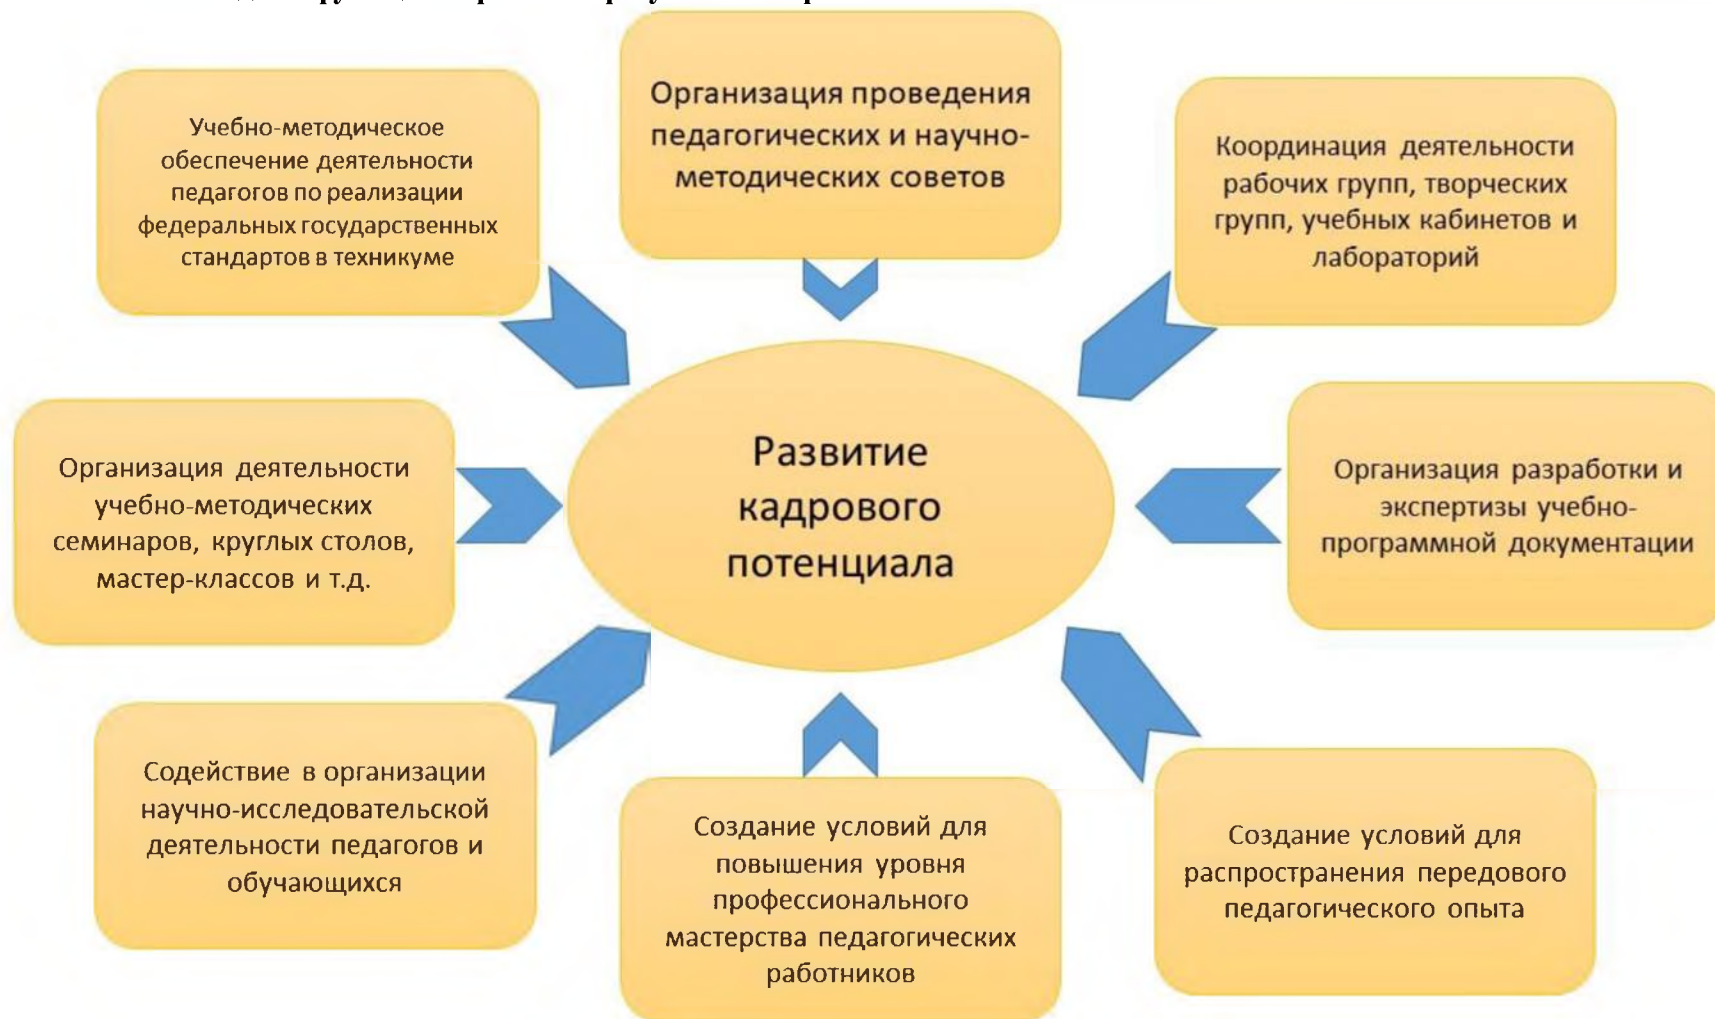 Организация проведения
педагогических и научно-
методических советов
Учебно-методическое
обеспечение деятельности
педагогов по реализации
федеральных государственных
стандартов в техникуме
Координация деятельности
рабочих групп, творческих
групп, учебных кабинетов и
лабораторий
Организация деятельности
учебно-методических
семинаров, круглых столов,
мастер-классов и т.д.
Развитие
кадрового
потенциала
Организация разработки и
экспертизы учебно-
программной документации
Содействие в организации
научно-исследовательской
деятельности педагогов и
обучающихся
Создание условий для
повышения уровня
профессионального
мастерства педагогических
работников
Создание условий для
распространения передового
педагогического опыта